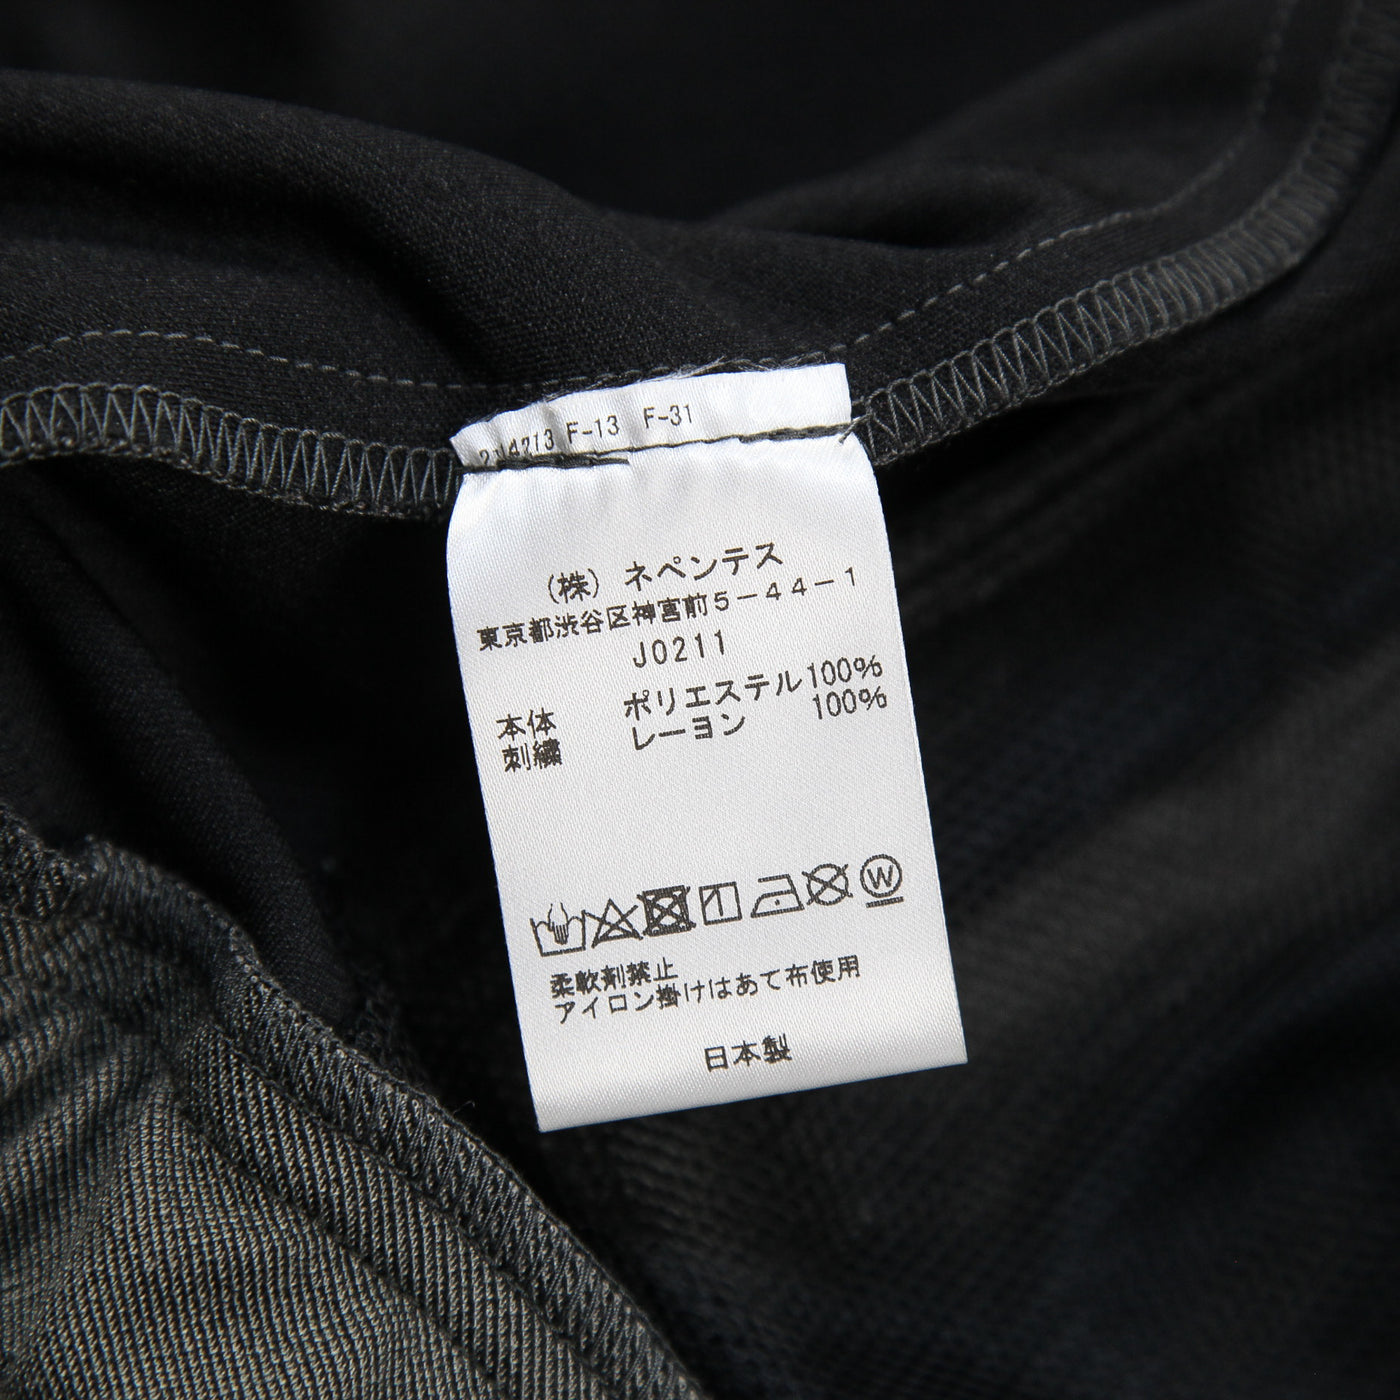 214213 F-13 F-31
(株) ネペンテス
東京都渋谷区神宮前5-44-1
J0211
本体 ポリエステル100%
刺繍 レーヨン 100%
W
柔軟剤禁止
アイロン掛けはあて布使用
日本製